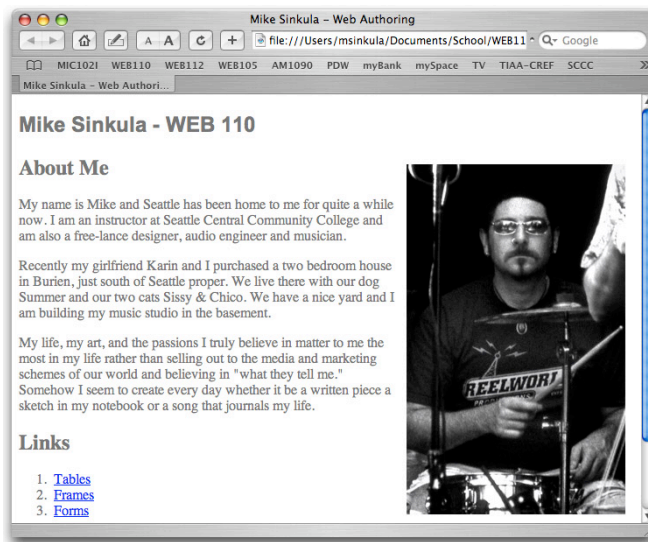 Mike Sinkula – Web Authoring
A A
file:///Users/msinkula/Documents/School/WEB11
Google
MIC102I WEB110 WEB112 WEB105 AM1090 PDW myBank mySpace TV TIAA-CREF SCCC
Mike Sinkula – Web Authori...
Mike Sinkula - WEB 110
About Me
My name is Mike and Seattle has been home to me for quite a while
now. I am an instructor at Seattle Central Community College and
am also a free-lance designer, audio engineer and musician.
Recently my girlfriend Karin and I purchased a two bedroom house
in Burien, just south of Seattle proper. We live there with our dog
Summer and our two cats Sissy & Chico. We have a nice yard and I
am building my music studio in the basement.
My life, my art, and the passions I truly believe in matter to me the
most in my life rather than selling out to the media and marketing
schemes of our world and believing in "what they tell me."
Somehow I seem to create every day whether it be a written piece a
sketch in my notebook or a song that journals my life.
REELWORL
Links
1. Tables
2. Frames
3. Forms